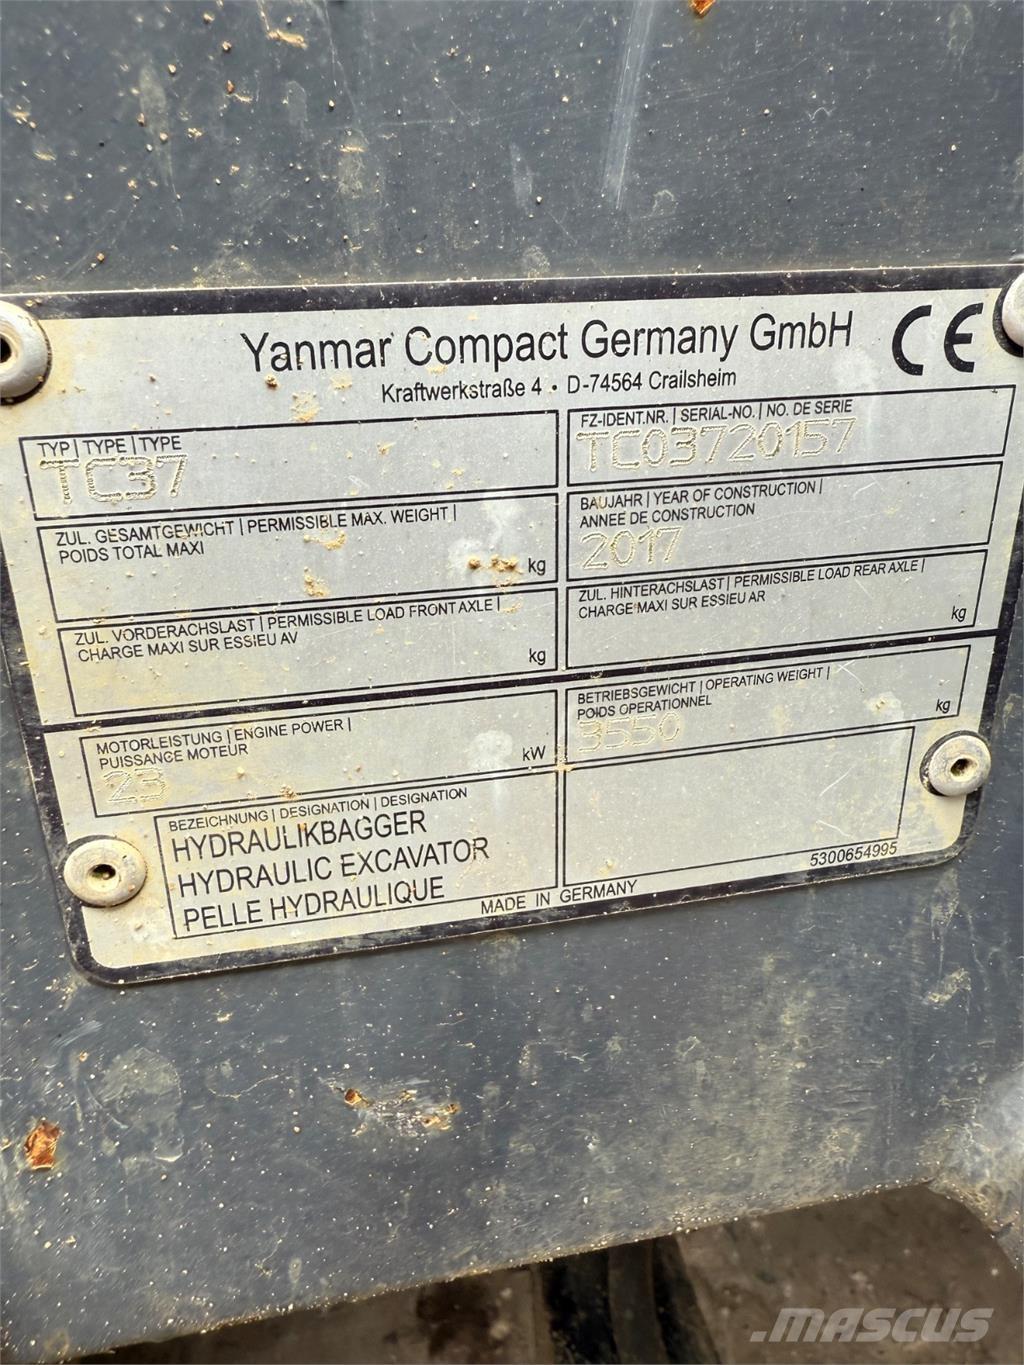 Yanmar Compact Germany GmbH
CE
Kraftwerkstraße 4 • D-74564 Crailsheim
TYP | TYPE | TYPE
TC37
FZ-IDENT.NR. | SERIAL-NO. | NO. DE SERIE
TC03720157
ZUL. GESAMTGEWICHT | PERMISSIBLE MAX. WEIGHT |
POIDS TOTAL MAXI
kg
BAUJAHR | YEAR OF CONSTRUCTION |
ANNEE DE CONSTRUCTION
2017
ZUL. VORDERACHSLAST | PERMISSIBLE LOAD FRONT AXLE |
CHARGE MAXI SUR ESSIEU AV
kg
ZUL. HINTERACHSLAST | PERMISSIBLE LOAD REAR AXLE |
CHARGE MAXI SUR ESSIEU AR
kg
MOTORLEISTUNG | ENGINE POWER |
PUISSANCE MOTEUR
23
kW
BETRIEBSGEWICHT | OPERATING WEIGHT |
POIDS OPERATIONNEL
3550
kg
BEZEICHNUNG | DESIGNATION | DESIGNATION
HYDRAULIKBAGGER
HYDRAULIC EXCAVATOR
PELLE HYDRAULIQUE
5300654995
MADE IN GERMANY
MASCUS